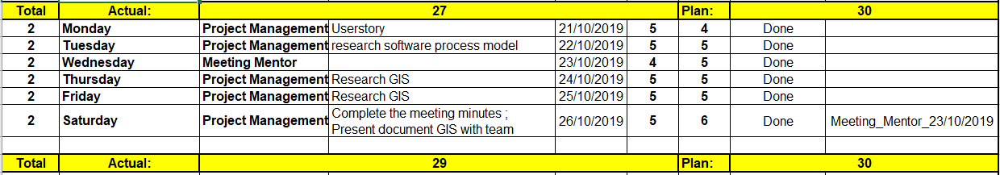 Total Actual: 27 Plan: 30
2 Monday Project Management Userstory 21/10/2019 5 4 Done
2 Tuesday Project Management research software process model 22/10/2019 5 5 Done
2 Wednesday Meeting Mentor 23/10/2019 4 5 Done
2 Thursday Project Management Research GIS 24/10/2019 5 5 Done
2 Friday Project Management Research GIS 25/10/2019 5 5 Done
2 Saturday Project Management Complete the meeting minutes ; 26/10/2019 5 6 Done Meeting_Mentor_23/10/2019
Present document GIS with team
Total Actual: 29 Plan: 30